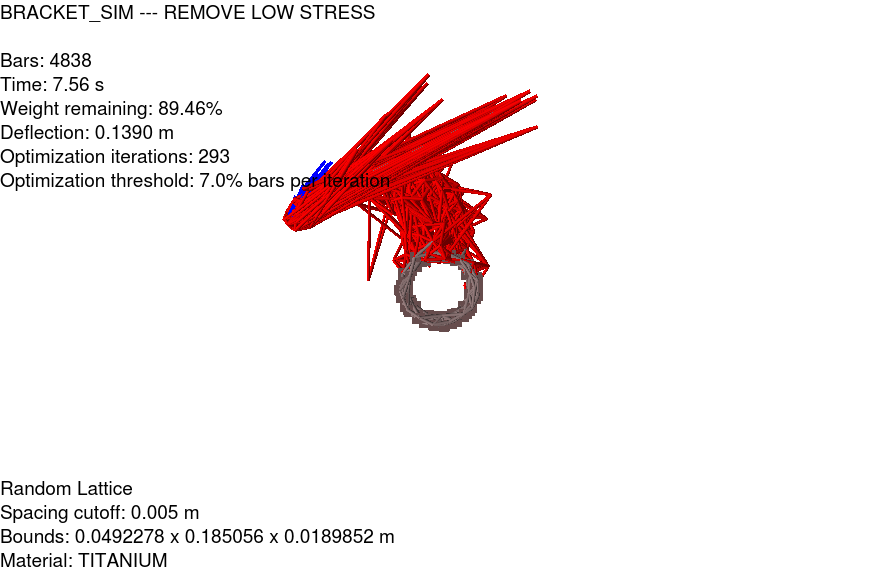 BRACKET_SIM --- REMOVE LOW STRESS
Bars: 4838
Time: 7.56 s
Weight remaining: 89.46%
Deflection: 0.1390 m
Optimization iterations: 293
Optimization threshold: 7.0% bars per iteration
Random Lattice
Spacing cutoff: 0.005 m
Bounds: 0.0492278 x 0.185056 x 0.0189852 m
Material: TITANIUM